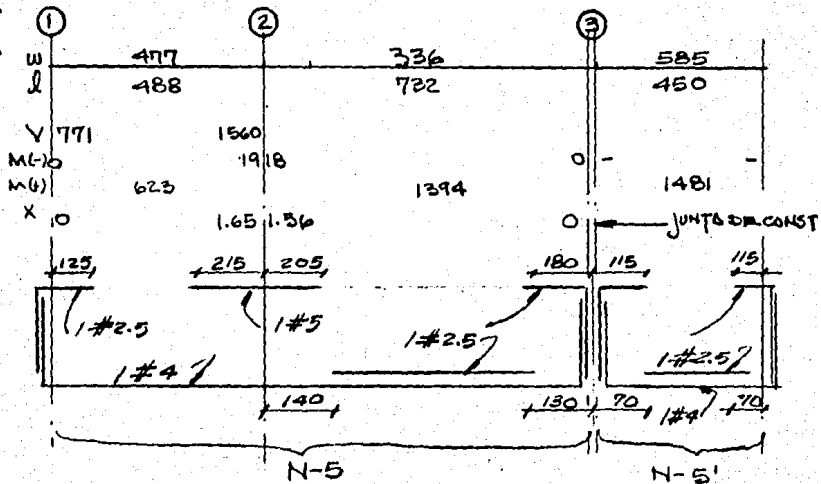 1 2 3
w 477 336 585
l 488 732 450
V 771 1560
M(-) 0 1918 0 - -
M(+) 623 1394 1481
X 0 1.65 1.56 0 JUNTA DE CONST
125 215 205 180 115 115
1-#2.5 1#5 1-#2.5 1-#2.5
1#4 1#4
140 130 70 70
N-5 N-5'